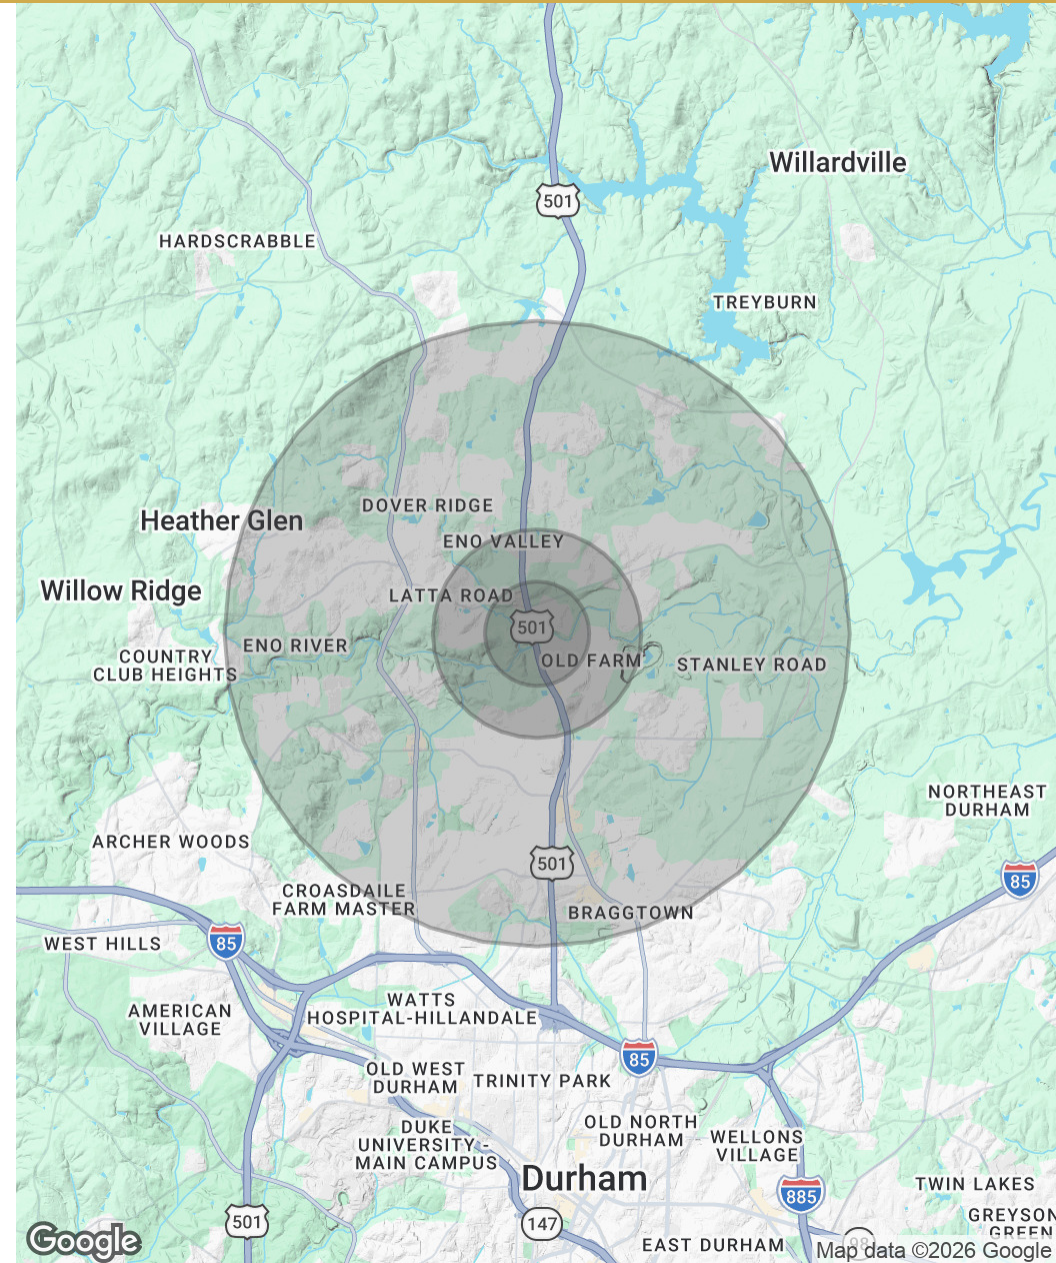 Willardville
501
HARDSCRABBLE
TREYBURN
DOVER RIDGE
Heather Glen
ENO VALLEY
Willow Ridge
LATTA ROAD
501
ENO RIVER
OLD FARM
STANLEY ROAD
COUNTRY
CLUB HEIGHTS
NORTHEAST
DURHAM
ARCHER WOODS
501
85
CROASDAILE
FARM MASTER
BRAGGTOWN
WEST HILLS
85
AMERICAN
VILLAGE
WATTS
HOSPITAL-HILLANDALE
85
OLD WEST
DURHAM
TRINITY PARK
DUKE
UNIVERSITY -
MAIN CAMPUS
OLD NORTH
DURHAM
WELLONS
VILLAGE
Durham
885
TWIN LAKES
501
147
GREYSON
GREEN
EAST DURHAM
98
Google
Map data ©2026 Google